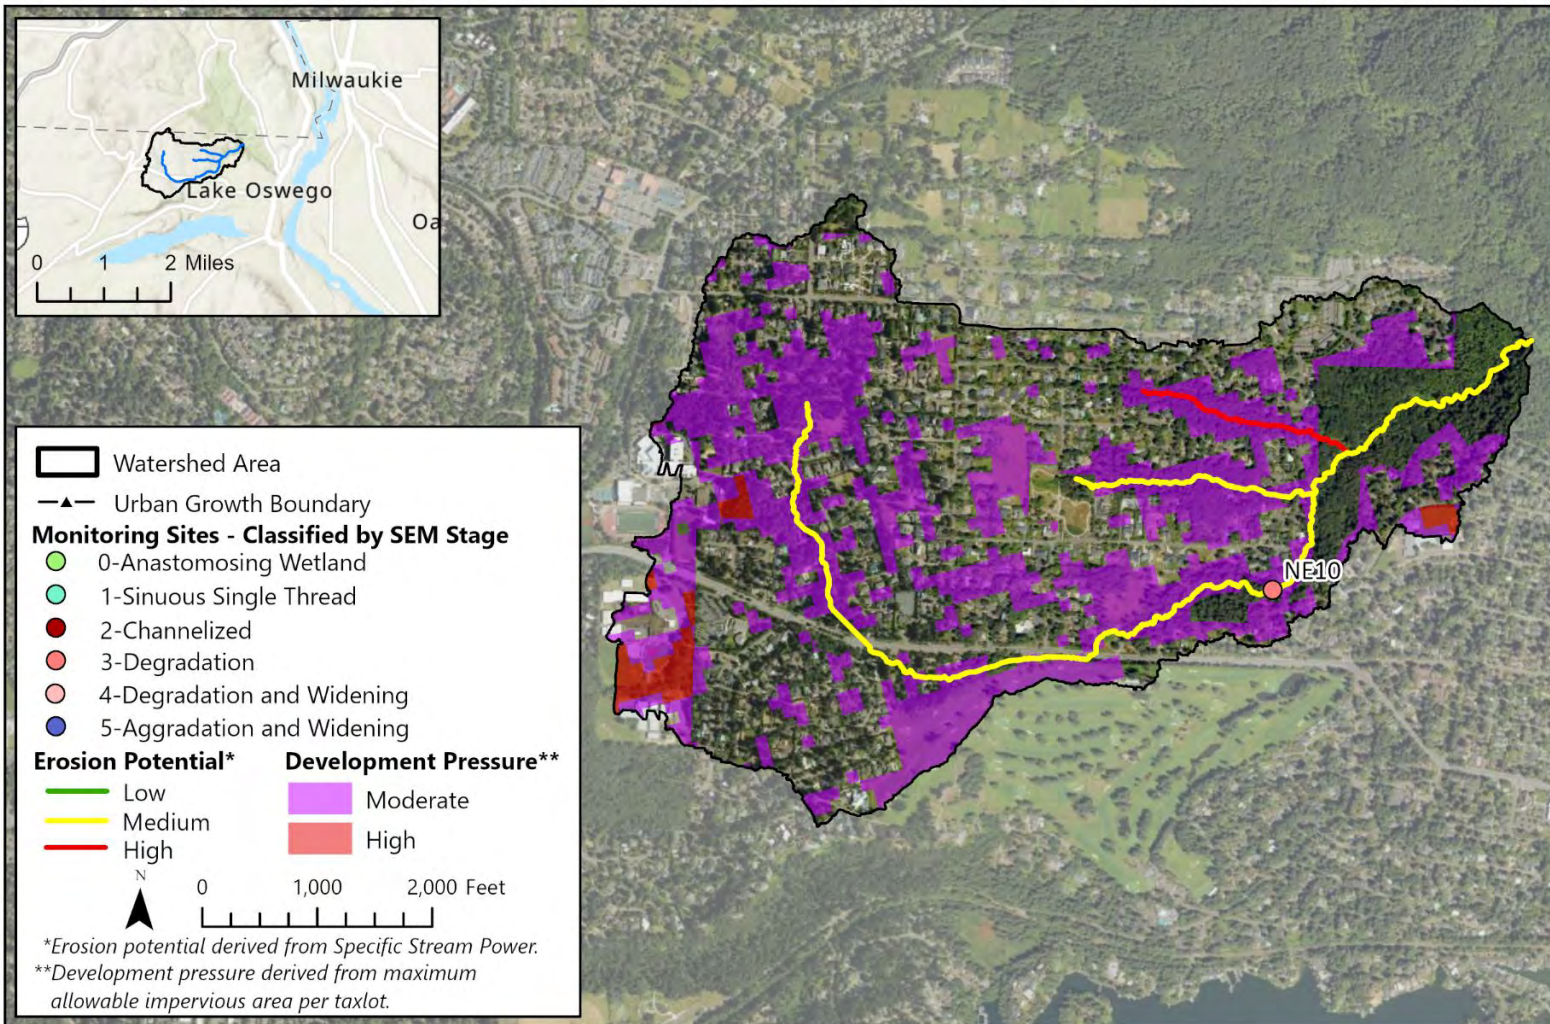 Milwaukie
Lake Oswego
Oa
0 1 2 Miles
NE10
Watershed Area
Urban Growth Boundary
Monitoring Sites - Classified by SEM Stage
0-Anastomosing Wetland
1-Sinuous Single Thread
2-Channelized
3-Degradation
4-Degradation and Widening
5-Aggradation and Widening
Erosion Potential*
Low
Medium
High
Development Pressure**
Moderate
High
N
0 1,000 2,000 Feet
*Erosion potential derived from Specific Stream Power.
**Development pressure derived from maximum
allowable impervious area per taxlot.